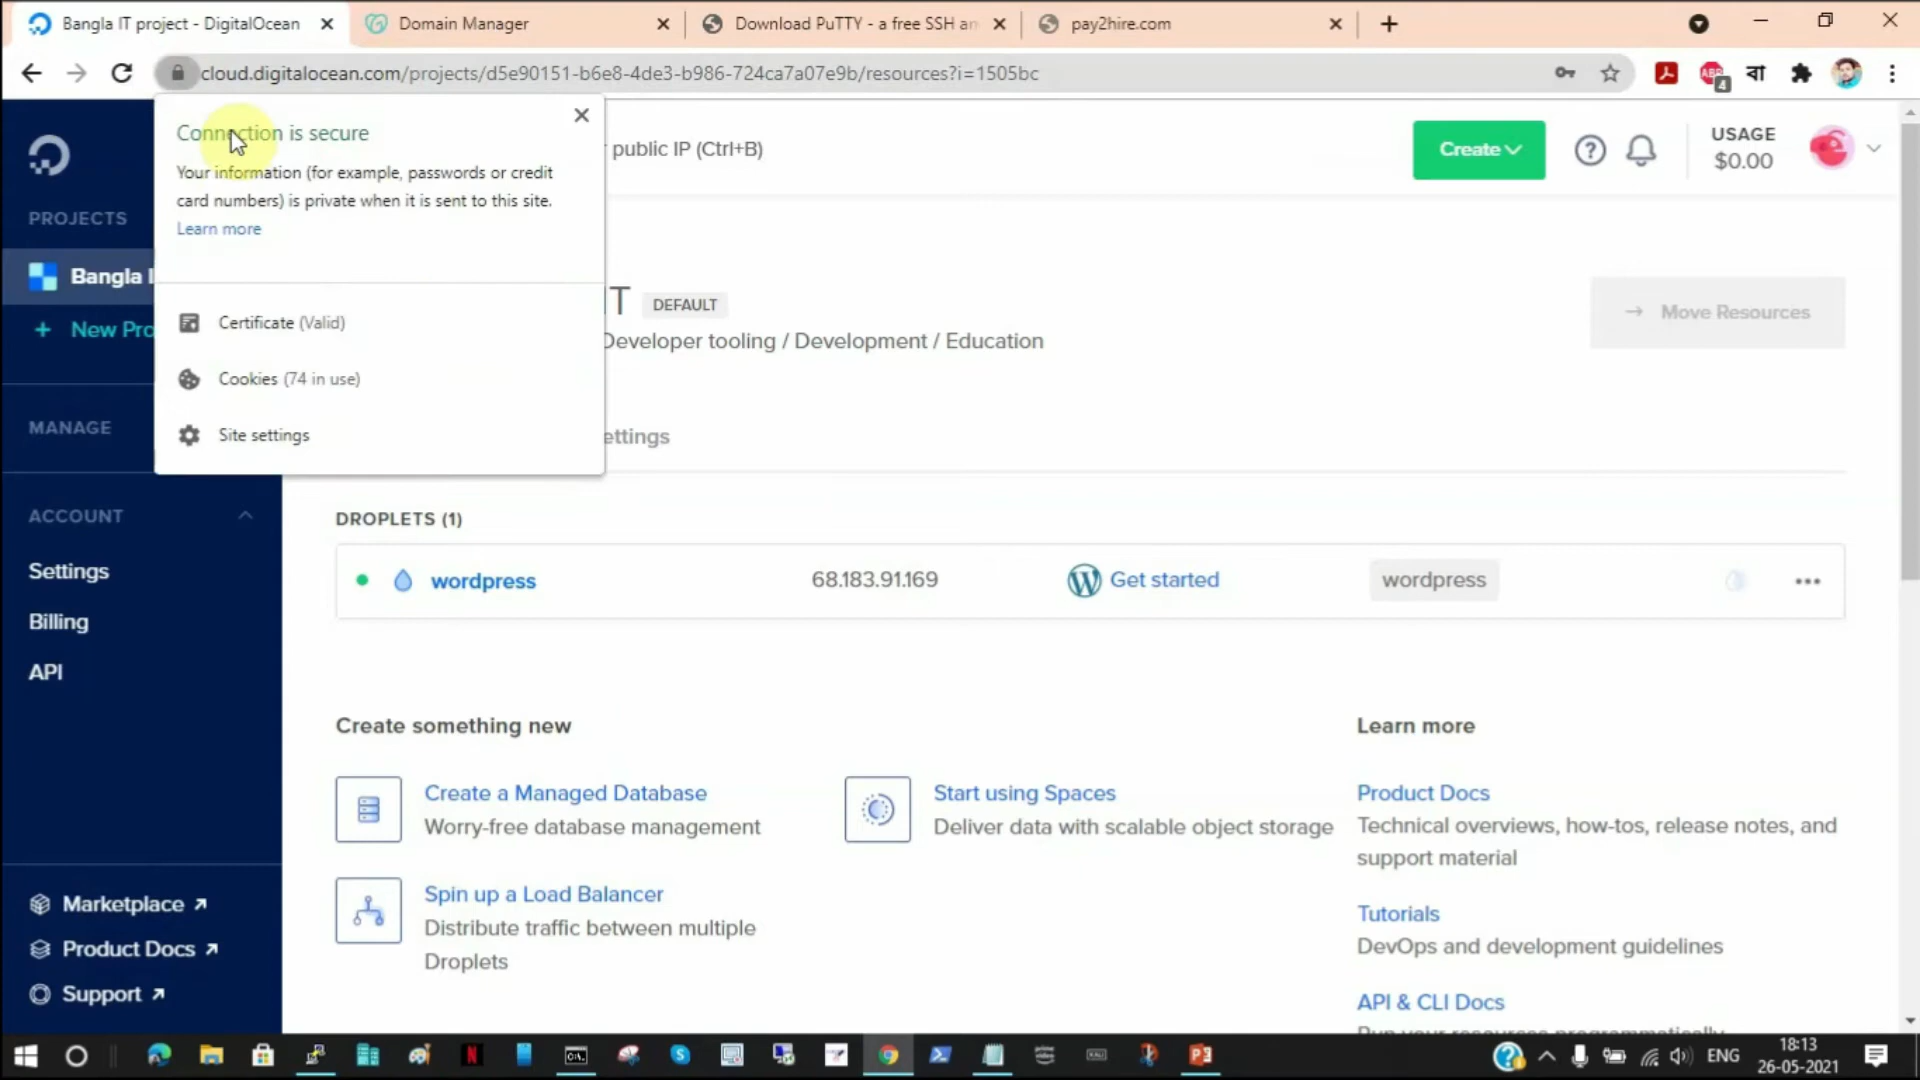 Bangla IT project - DigitalOcean
Domain Manager
Download PuTTY - a free SSH an
pay2hire.com
cloud.digitalocean.com/projects/d5e90151-b6e8-4de3-b986-724ca7a07e9b/resources?i=1505bc
ABP
4
বা
Connection is secure
Your information (for example, passwords or credit
card numbers) is private when it is sent to this site.
Learn more
Certificate (Valid)
Cookies (74 in use)
Site settings
public IP (Ctrl+B)
Create
USAGE
$0.00
PROJECTS
Bangla I
+ New Pro
MANAGE
ACCOUNT
Settings
Billing
API
Marketplace
Product Docs
Support
IT
DEFAULT
Developer tooling / Development / Education
→ Move Resources
ettings
DROPLETS (1)
wordpress
68.183.91.169
Get started
wordpress
Create something new
Create a Managed Database
Worry-free database management
Start using Spaces
Deliver data with scalable object storage
Spin up a Load Balancer
Distribute traffic between multiple
Droplets
Learn more
Product Docs
Technical overviews, how-tos, release notes, and
support material
Tutorials
DevOps and development guidelines
API & CLI Docs
Run your resources programmatically
ENG
18:13
26-05-2021